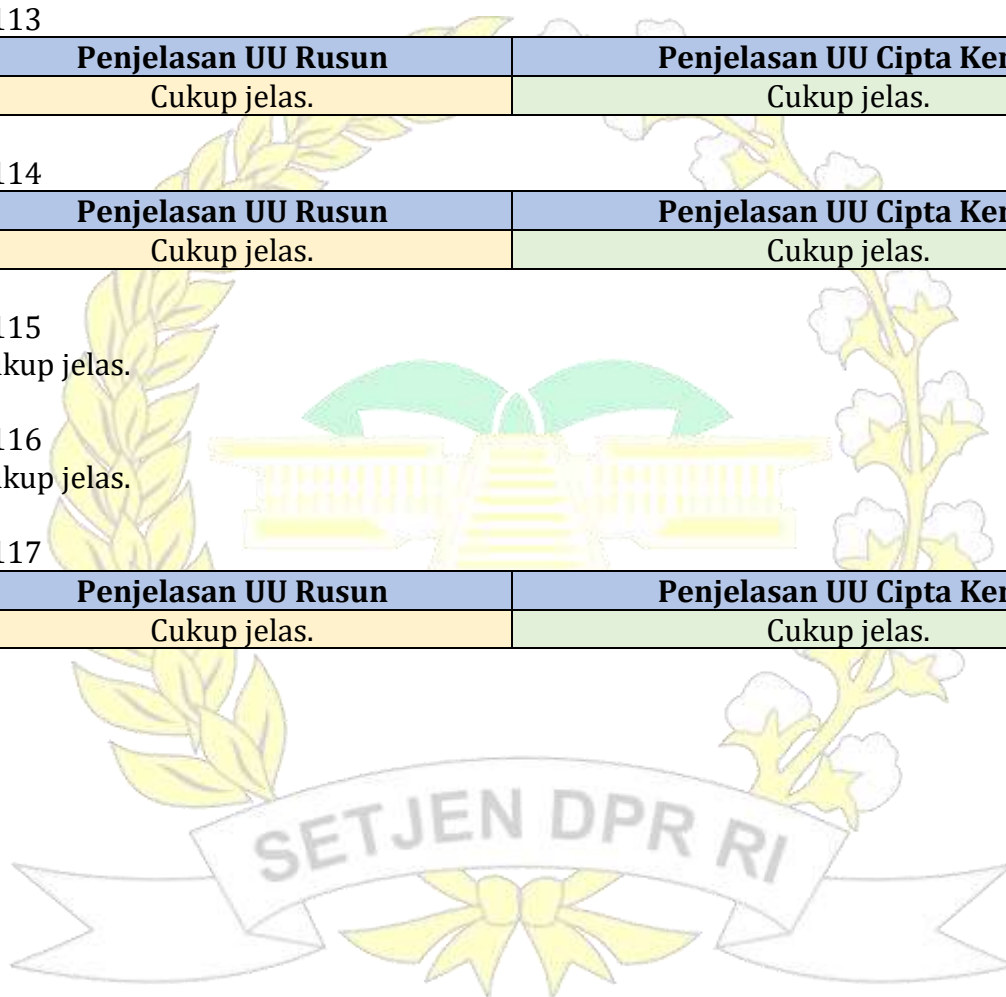 113
Penjelasan UU Rusun Penjelasan UU Cipta Ker
Cukup jelas. Cukup jelas.
114
Penjelasan UU Rusun Penjelasan UU Cipta Ker
Cukup jelas. Cukup jelas.
115
kup jelas.
116
kup jelas.
117
Penjelasan UU Rusun Penjelasan UU Cipta Ker
Cukup jelas. Cukup jelas.
SETJEN DPR RI